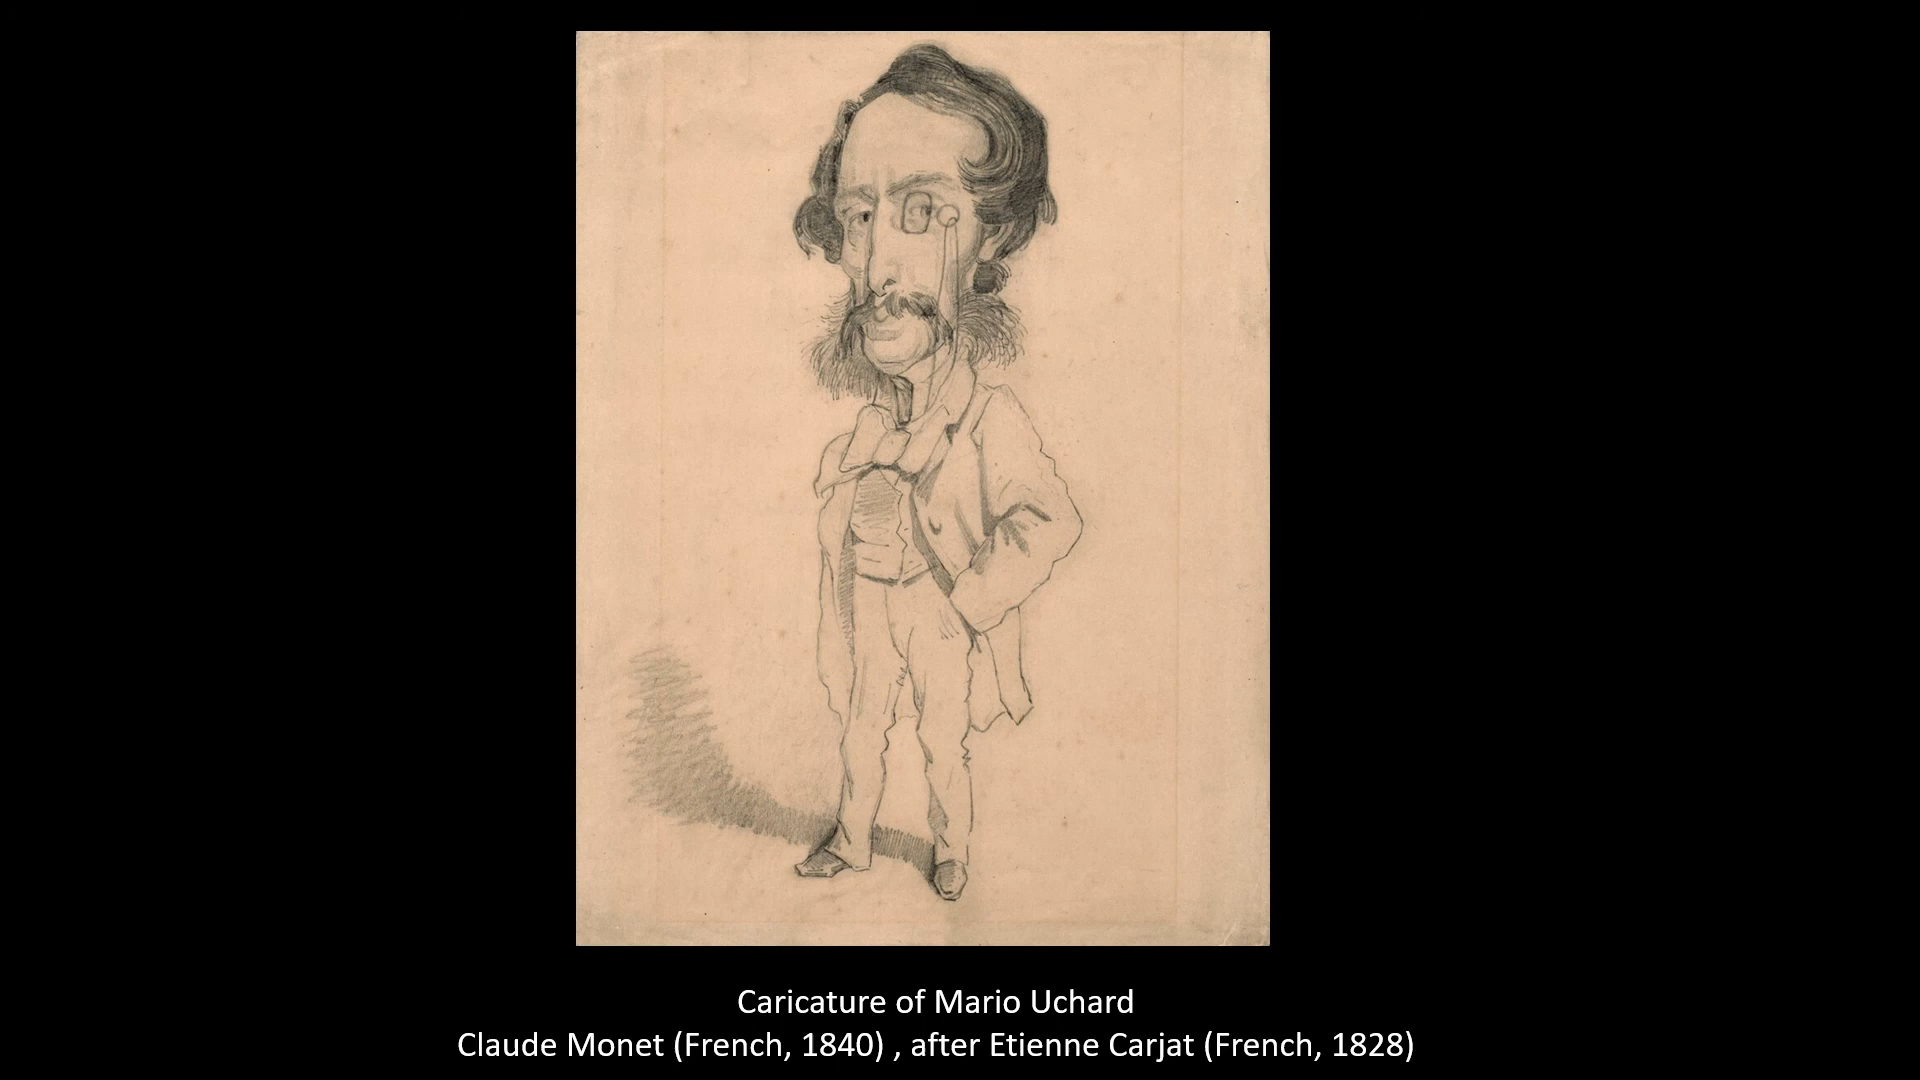 Caricature of Mario Uchard
Claude Monet (French, 1840) , after Etienne Carjat (French, 1828)